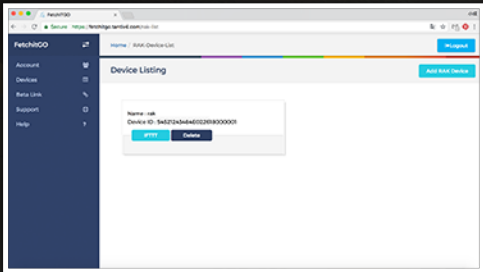 FetchitGO
Secure
Home / RAK-Device-List
Logout
FetchitGO
Account
Devices
Beta Link
Support
Help
Device Listing
Add RAK Device
Name : rak
IFTTT
Delete